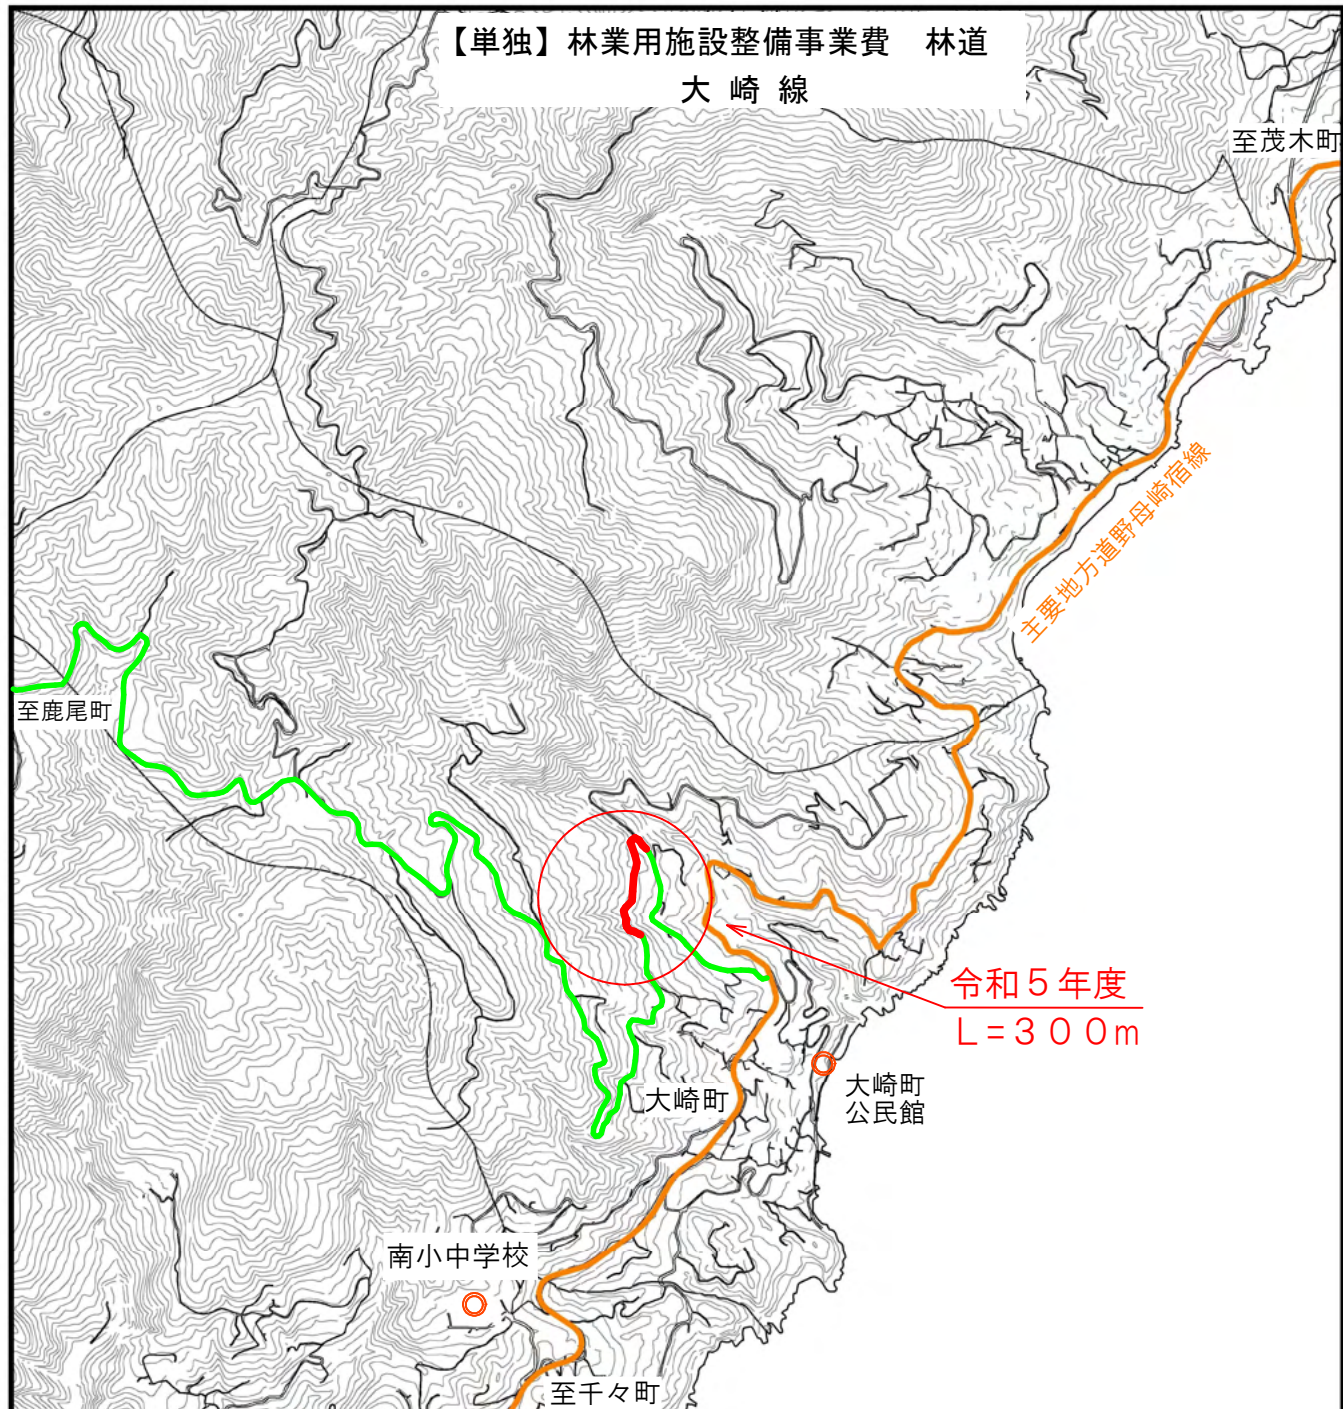 【単独】林業用施設整備事業費　林道
大 崎 線
至茂木町
主要地方道野母崎宿線
至鹿尾町
令和５年度
Ｌ=３００ｍ
大崎町
大崎町
公民館
南小中学校
至千々町